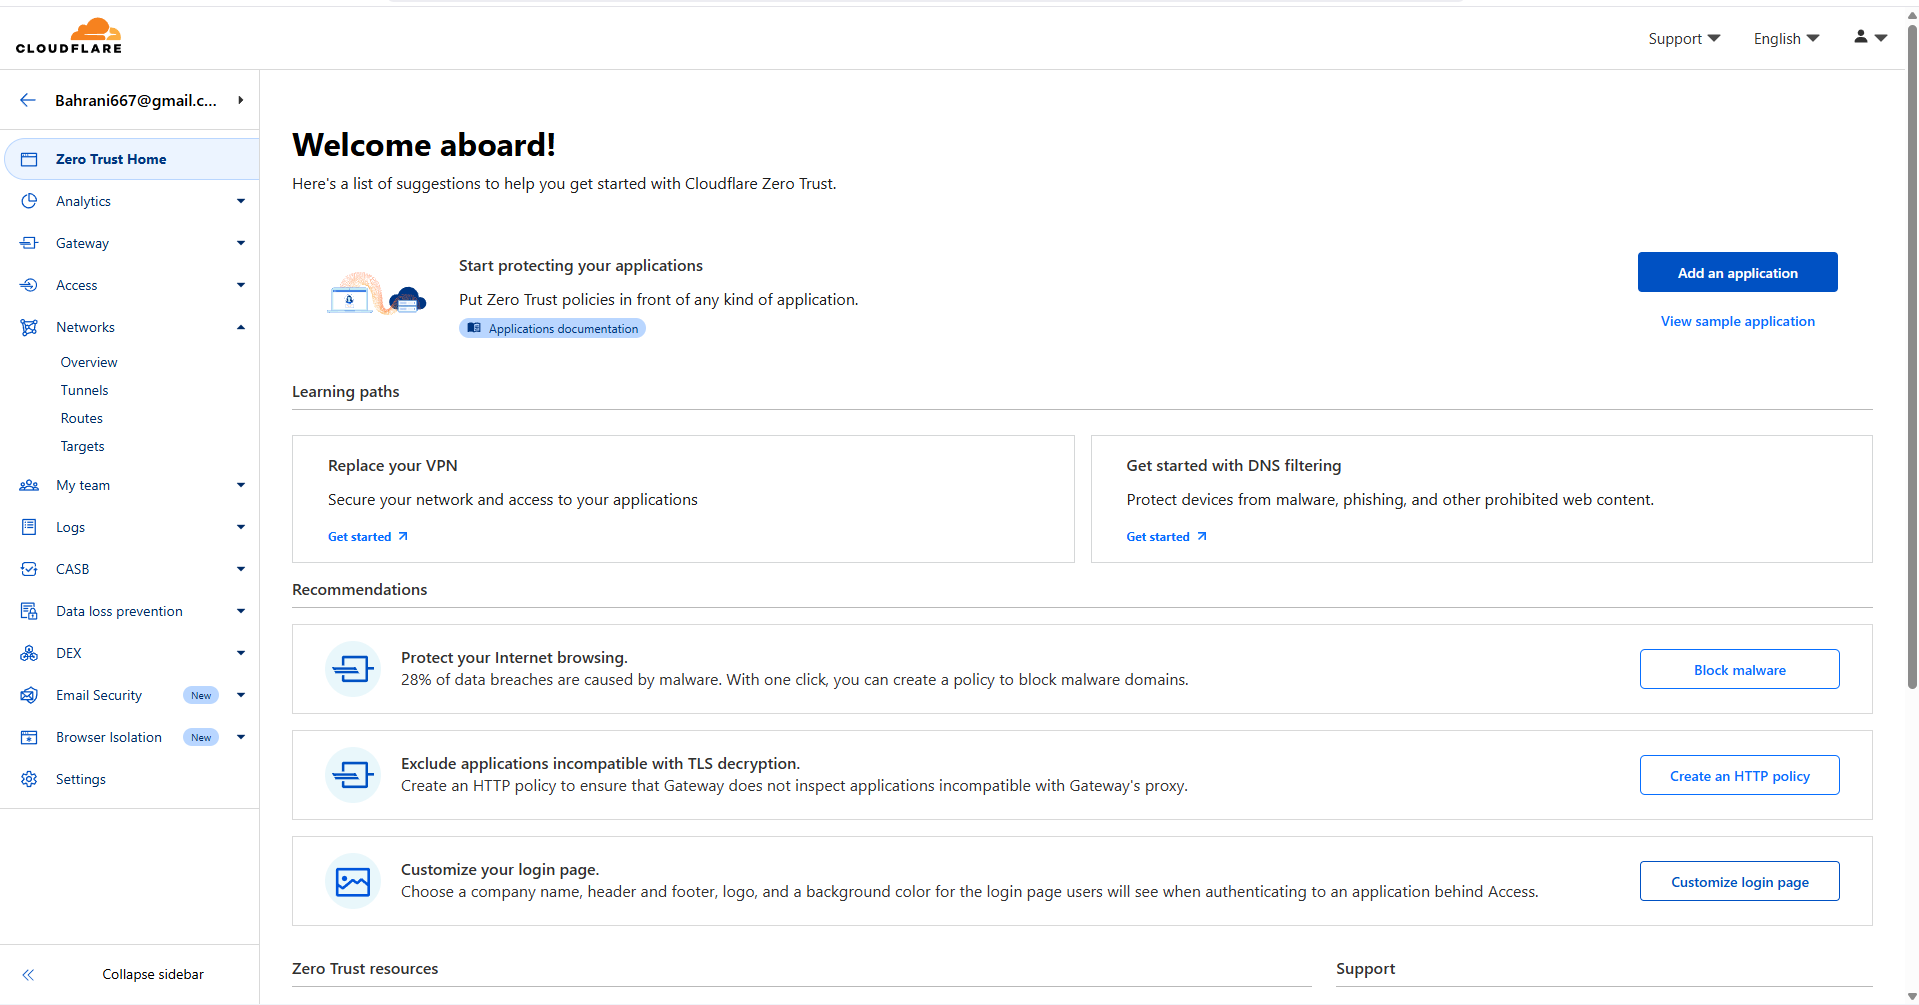 CLOUDFLARE
Support
English
Bahrani667@gmail.c...
Zero Trust Home
Analytics
Gateway
Access
Networks
Overview
Tunnels
Routes
Targets
My team
Logs
CASB
Data loss prevention
DEX
Email Security New
Browser Isolation New
Settings
Collapse sidebar
Welcome aboard!
Here's a list of suggestions to help you get started with Cloudflare Zero Trust.
Start protecting your applications
Put Zero Trust policies in front of any kind of application.
Applications documentation
Add an application
View sample application
Learning paths
Replace your VPN
Secure your network and access to your applications
Get started
Get started with DNS filtering
Protect devices from malware, phishing, and other prohibited web content.
Get started
Recommendations
Protect your Internet browsing.
28% of data breaches are caused by malware. With one click, you can create a policy to block malware domains.
Block malware
Exclude applications incompatible with TLS decryption.
Create an HTTP policy to ensure that Gateway does not inspect applications incompatible with Gateway's proxy.
Create an HTTP policy
Customize your login page.
Choose a company name, header and footer, logo, and a background color for the login page users will see when authenticating to an application behind Access.
Customize login page
Zero Trust resources
Support